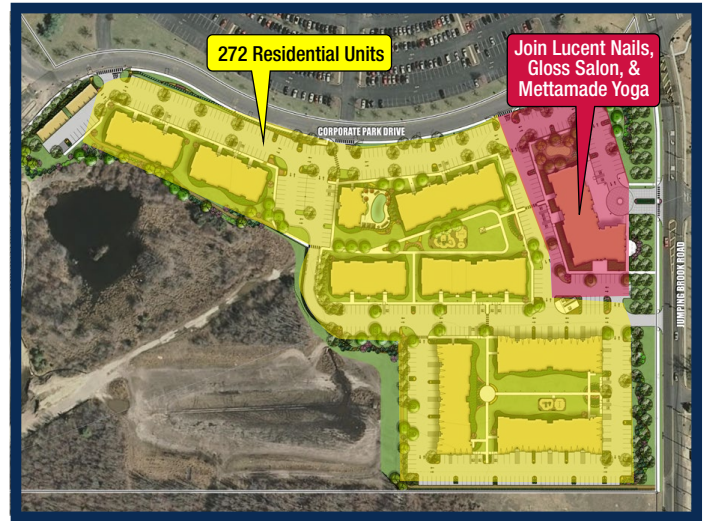 272 Residential Units
Join Lucent Nails,
Gloss Salon, &
Mettamade Yoga
CORPORATE PARK DRIVE
JUMPING BROOK ROAD